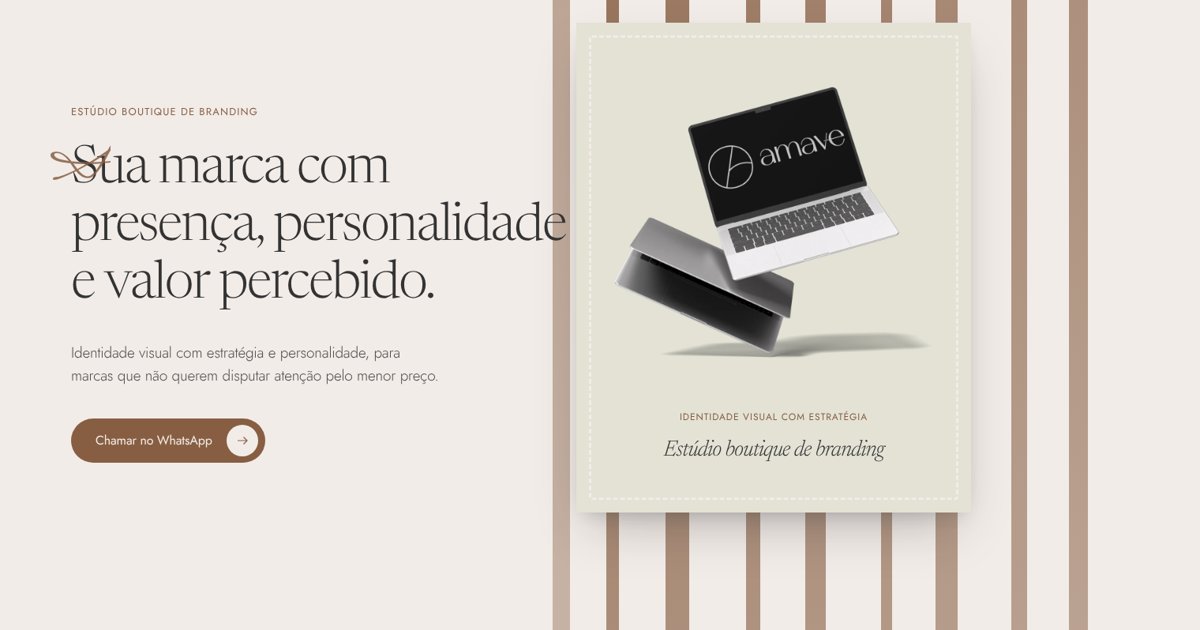 ESTÚDIO BOUTIQUE DE BRANDING
Sua marca com
presença, personalidade
e valor percebido.
Identidade visual com estratégia e personalidade, para
marcas que não querem disputar atenção pelo menor preço.
Chamar no WhatsApp
amave
IDENTIDADE VISUAL COM ESTRATÉGIA
Estúdio boutique de branding